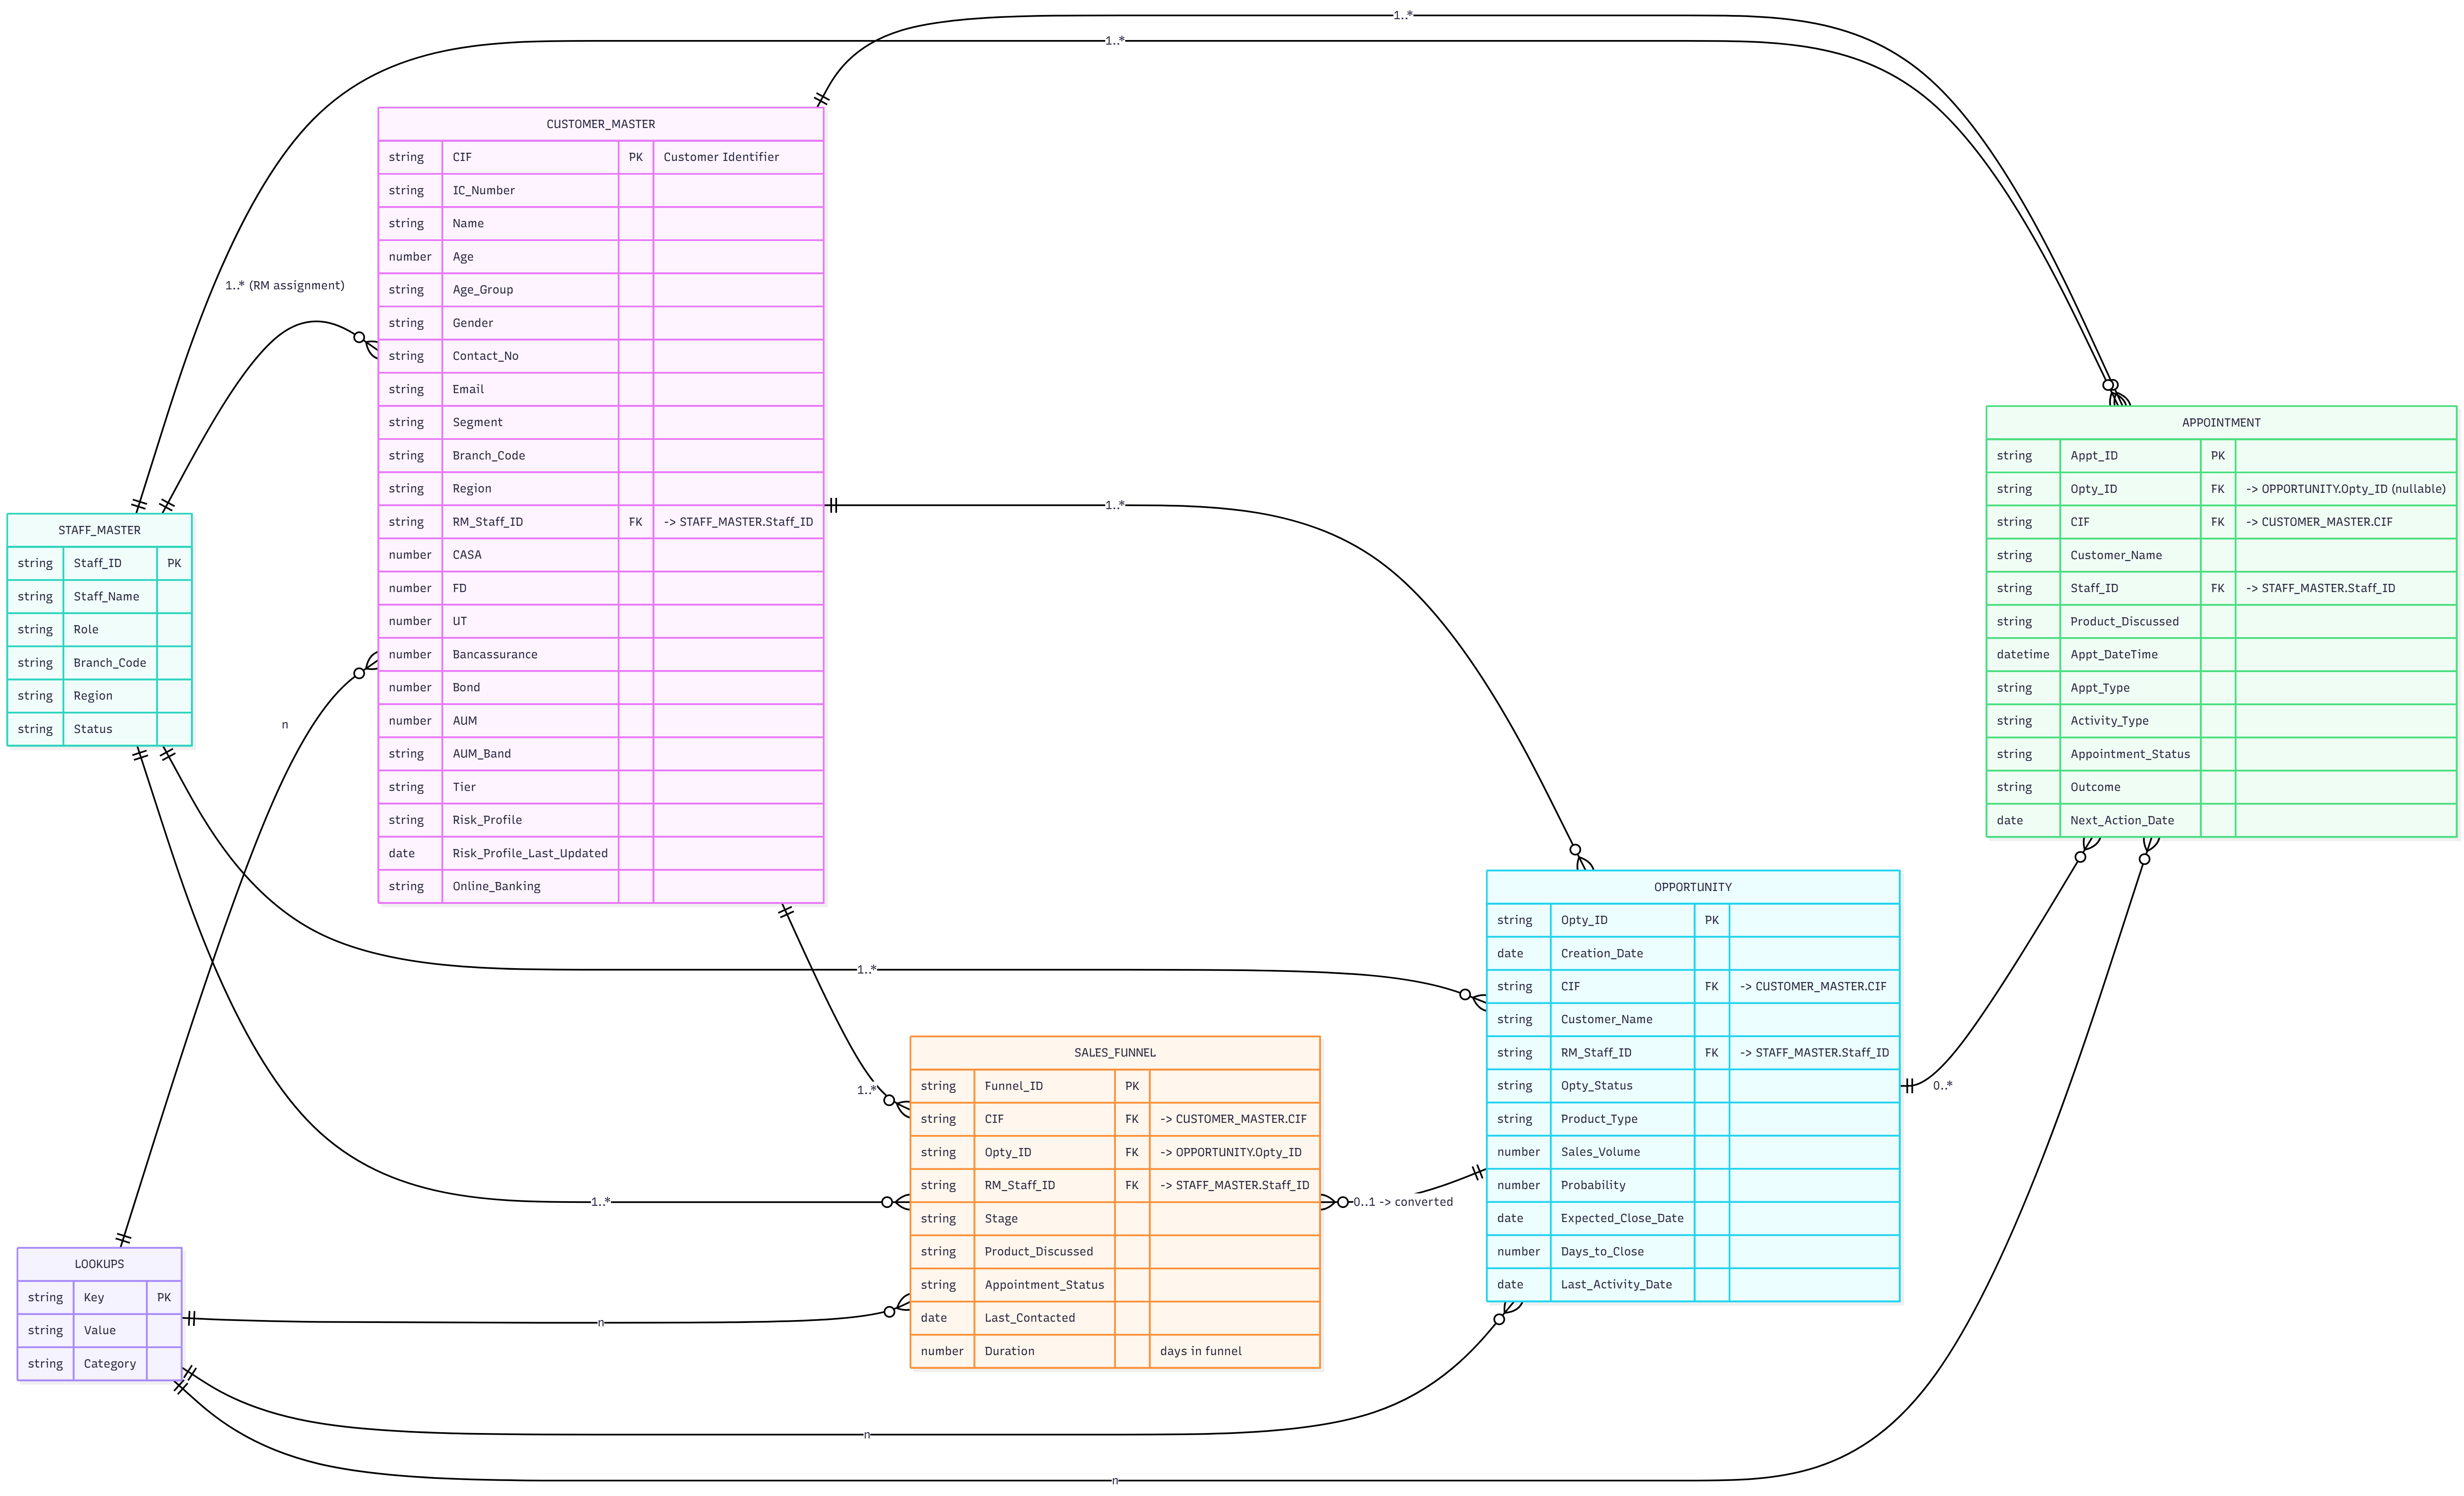 1..*
1..*
CUSTOMER_MASTER
string CIF PK Customer Identifier
string IC_Number
string Name
number Age
string Age_Group
string Gender
string Contact_No
string Email
string Segment
string Branch_Code
string Region
string RM_Staff_ID FK -> STAFF_MASTER.Staff_ID
number CASA
number FD
number UT
number Bancassurance
number Bond
number AUM
string AUM_Band
string Tier
string Risk_Profile
date Risk_Profile_Last_Updated
string Online_Banking
1..* (RM assignment)
STAFF_MASTER
string Staff_ID PK
string Staff_Name
string Role
string Branch_Code
string Region
string Status
n
1..*
APPOINTMENT
string Appt_ID PK
string Opty_ID FK -> OPPORTUNITY.Opty_ID (nullable)
string CIF FK -> CUSTOMER_MASTER.CIF
string Customer_Name
string Staff_ID FK -> STAFF_MASTER.Staff_ID
string Product_Discussed
datetime Appt_DateTime
string Appt_Type
string Activity_Type
string Appointment_Status
string Outcome
date Next_Action_Date
OPPORTUNITY
string Opty_ID PK
date Creation_Date
string CIF FK -> CUSTOMER_MASTER.CIF
string Customer_Name
string RM_Staff_ID FK -> STAFF_MASTER.Staff_ID
string Opty_Status
string Product_Type
number Sales_Volume
number Probability
date Expected_Close_Date
number Days_to_Close
date Last_Activity_Date
0..*
1..*
1..*
1..*
SALES_FUNNEL
string Funnel_ID PK
string CIF FK -> CUSTOMER_MASTER.CIF
string Opty_ID FK -> OPPORTUNITY.Opty_ID
string RM_Staff_ID FK -> STAFF_MASTER.Staff_ID
string Stage
string Product_Discussed
string Appointment_Status
date Last_Contacted
number Duration days in funnel
0..1 -> converted
LOOKUPS
string Key PK
string Value
string Category
n
n
n